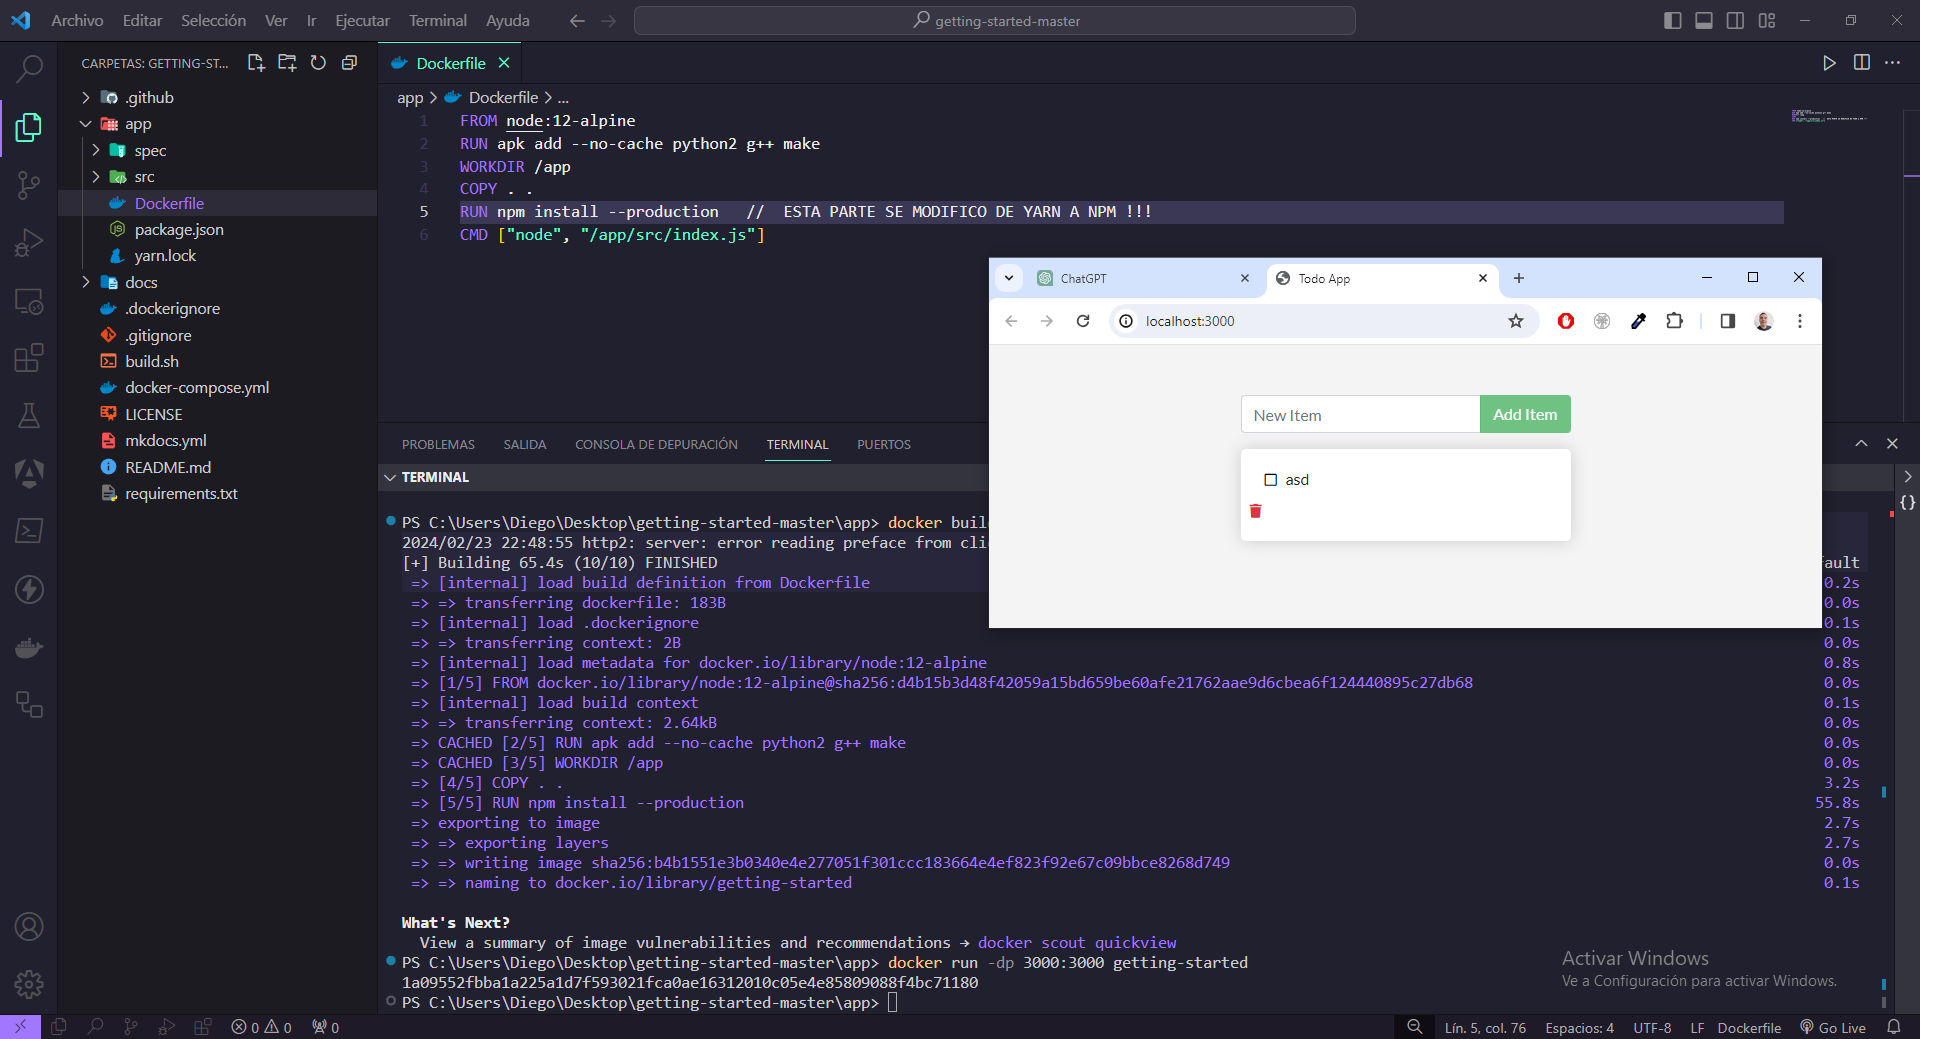 Archivo Editar Selección Ver Ir Ejecutar Terminal Ayuda
getting-started-master
CARPETAS: GETTING-ST...
.github
app
spec
src
Dockerfile
package.json
yarn.lock
docs
.dockerignore
.gitignore
build.sh
docker-compose.yml
LICENSE
mkdocs.yml
README.md
requirements.txt
Dockerfile
app > Dockerfile > ...
1 FROM node:12-alpine
2 RUN apk add --no-cache python2 g++ make
3 WORKDIR /app
4 COPY . .
5 RUN npm install --production // ESTA PARTE SE MODIFICO DE YARN A NPM !!!
6 CMD ["node", "/app/src/index.js"]
ChatGPT
Todo App
localhost:3000
New Item
Add Item
asd
PROBLEMAS SALIDA CONSOLA DE DEPURACIÓN TERMINAL PUERTOS
TERMINAL
PS C:\Users\Diego\Desktop\getting-started-master\app> docker buil
2024/02/23 22:48:55 http2: server: error reading preface from cli
[+] Building 65.4s (10/10) FINISHED ault
=> [internal] load build definition from Dockerfile 0.2s
=> => transferring dockerfile: 183B 0.0s
=> [internal] load .dockerignore 0.1s
=> => transferring context: 2B 0.0s
=> [internal] load metadata for docker.io/library/node:12-alpine 0.8s
=> [1/5] FROM docker.io/library/node:12-alpine@sha256:d4b15b3d48f42059a15bd659be60afe21762aae9d6cbea6f124440895c27db68 0.0s
=> [internal] load build context 0.1s
=> => transferring context: 2.64kB 0.0s
=> CACHED [2/5] RUN apk add --no-cache python2 g++ make 0.0s
=> CACHED [3/5] WORKDIR /app 0.0s
=> [4/5] COPY . . 3.2s
=> [5/5] RUN npm install --production 55.8s
=> exporting to image 2.7s
=> => exporting layers 2.7s
=> => writing image sha256:b4b1551e3b0340e4e277051f301ccc183664e4ef823f92e67c09bbce8268d749 0.0s
=> => naming to docker.io/library/getting-started 0.1s
What's Next?
View a summary of image vulnerabilities and recommendations → docker scout quickview
PS C:\Users\Diego\Desktop\getting-started-master\app> docker run -dp 3000:3000 getting-started
1a09552fbba1a225a1d7f593021fca0ae16312010c05e4e85809088f4bc71180
PS C:\Users\Diego\Desktop\getting-started-master\app>
Activar Windows
Ve a Configuración para activar Windows.
0 0 0
Lín. 5, col. 76 Espacios: 4 UTF-8 LF Dockerfile Go Live